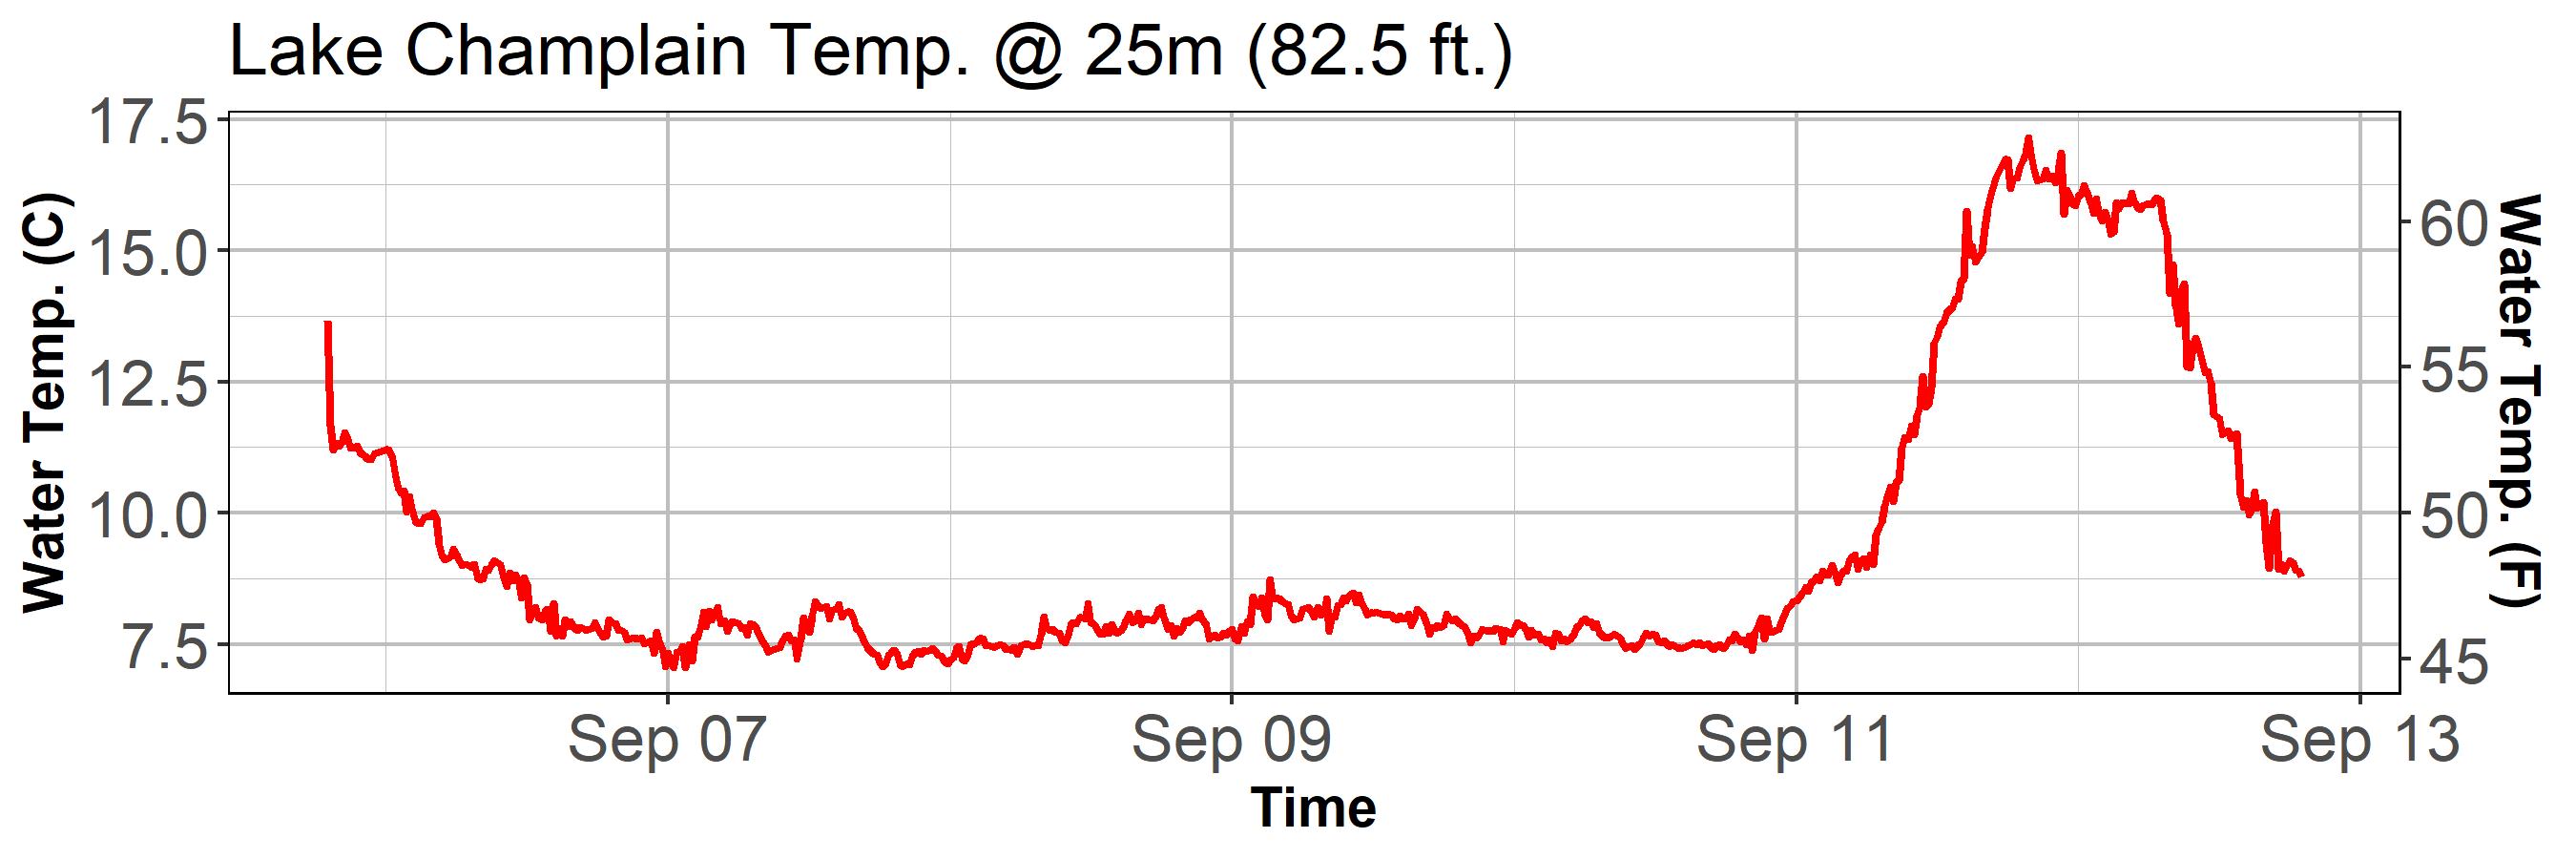 Lake Champlain Temp. @ 25m (82.5 ft.)
Water Temp. (C)
17.5
15.0
12.5
10.0
7.5
60
55
50
45
Water Temp. (F)
Sep 07
Sep 09
Sep 11
Sep 13
Time